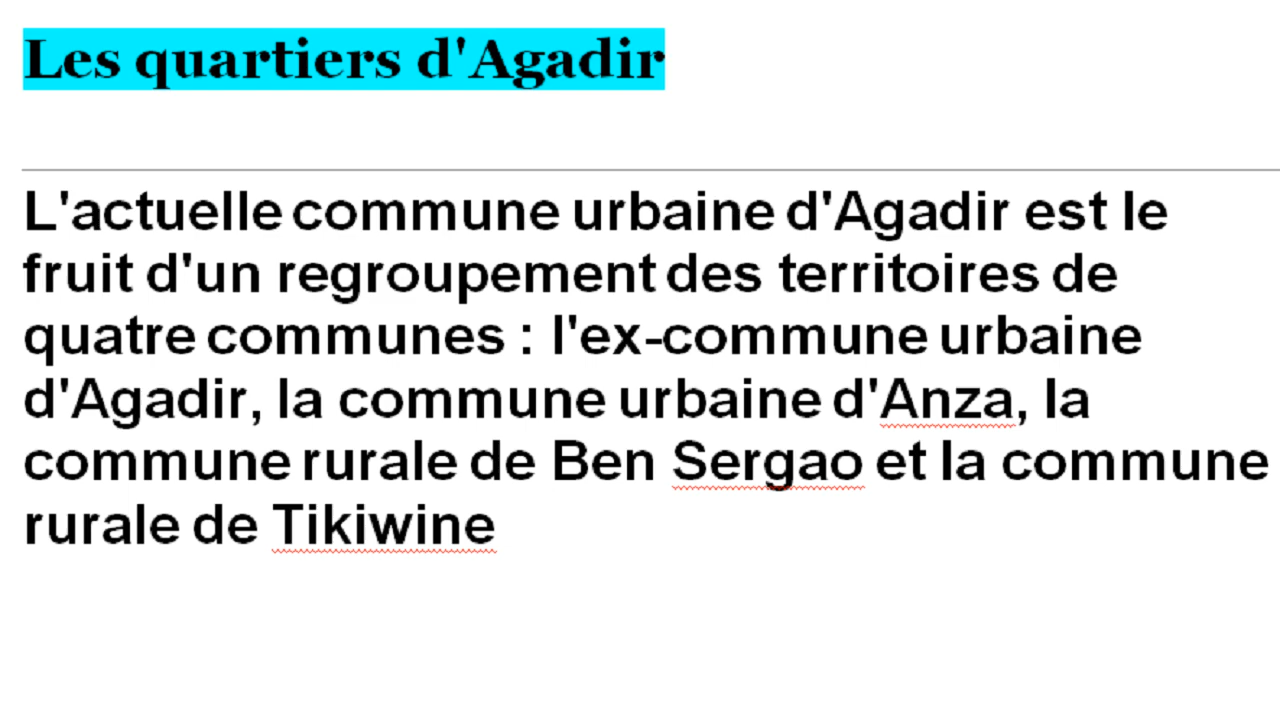 Les quartiers d'Agadir
L'actuelle commune urbaine d'Agadir est le
fruit d'un regroupement des territoires de
quatre communes : l'ex-commune urbaine
d'Agadir, la commune urbaine d'Anza, la
commune rurale de Ben Sergao et la commune
rurale de Tikiwine